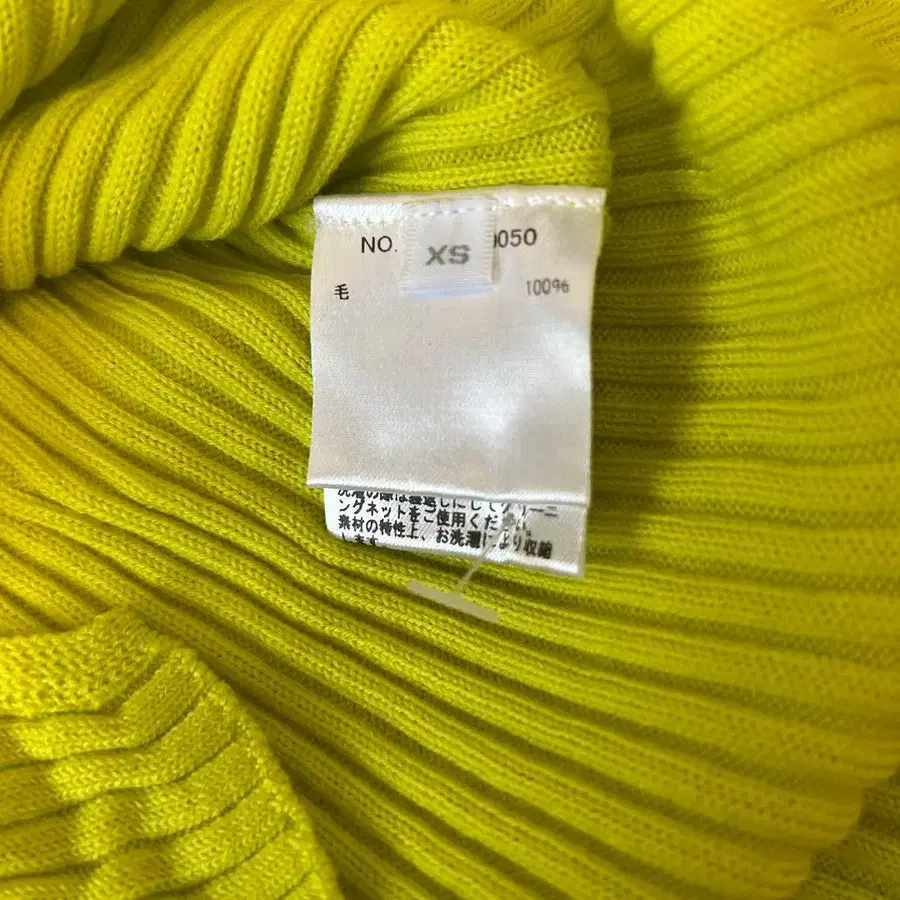 NO. 0050
XS
毛 100%
洗濯の際は裏返しにしてクリーニ
ングネットをご使用ください。
素材の特性上、お洗濯により収縮
します。